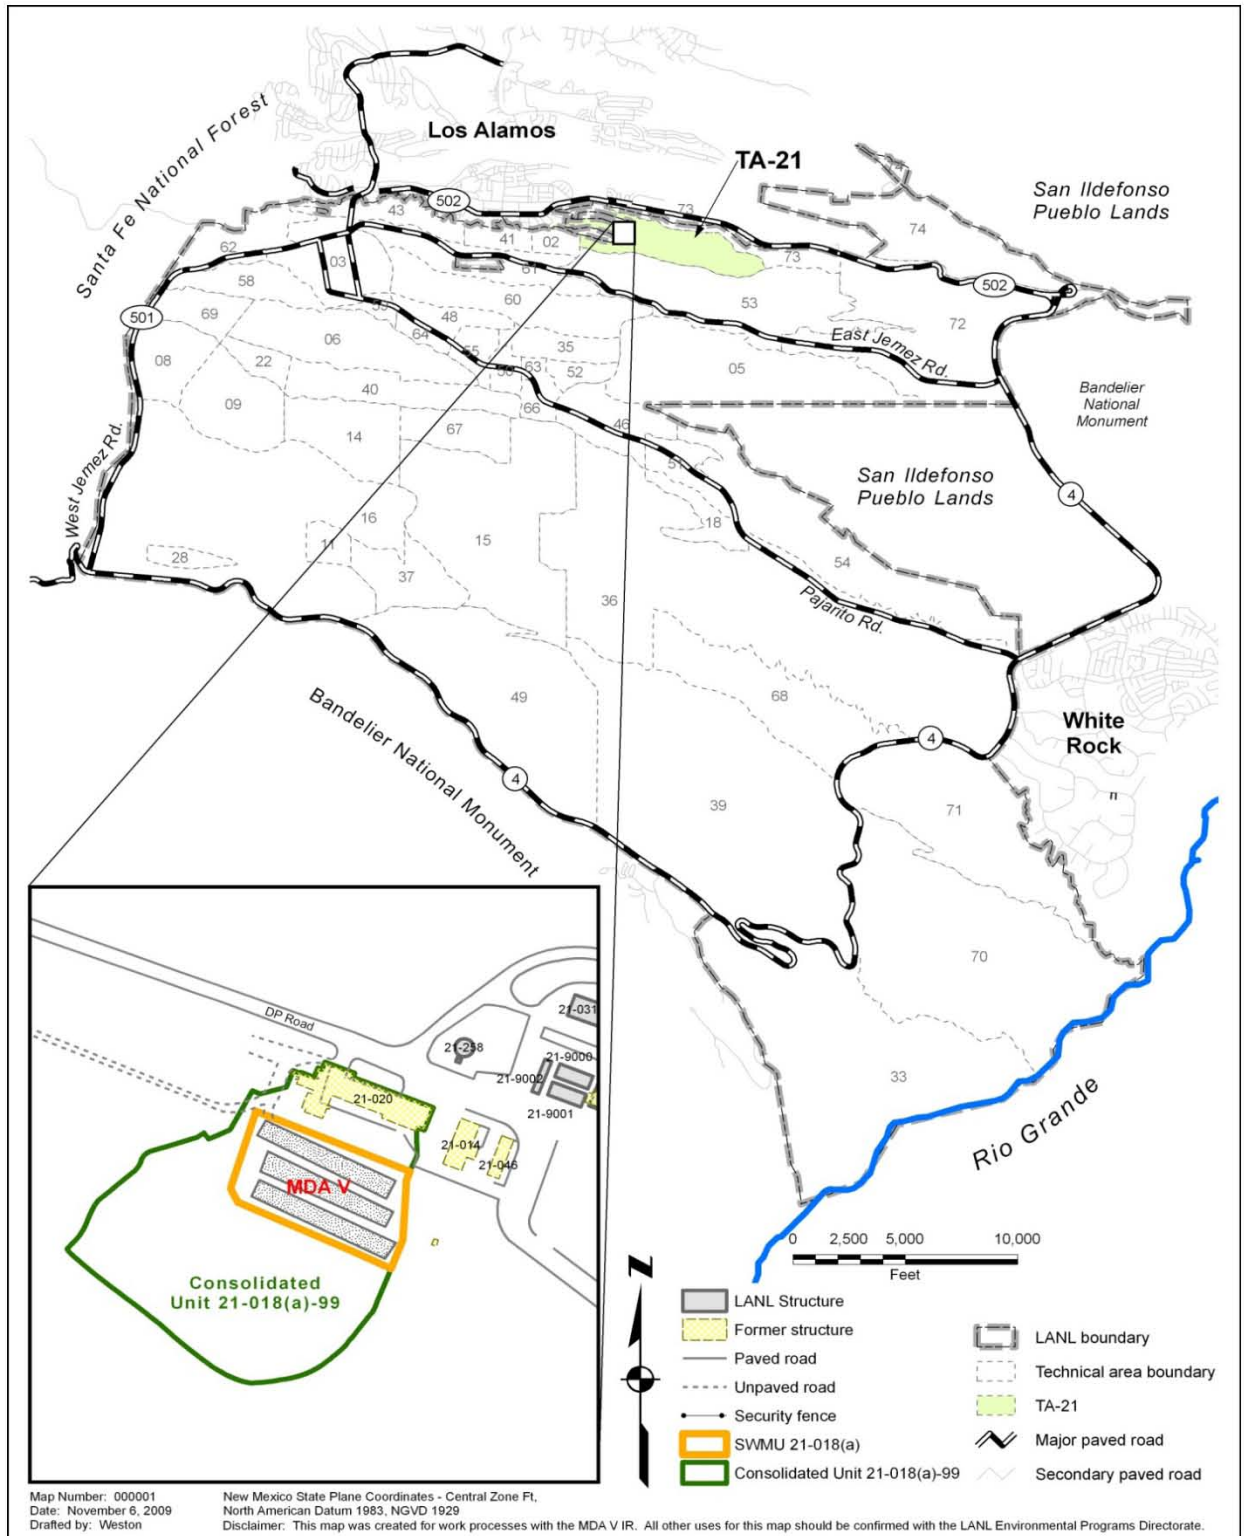 Los Alamos
TA-21
Santa Fe National Forest
San Ildefonso
Pueblo Lands
502
43
73
74
62
41
02
03
61
73
58
60
53
502
72
501
69
48
64
06
55
35
East Jemez Rd.
08
22
63
52
05
40
09
66
46
Bandelier
National
Monument
67
14
51
San Ildefonso
Pueblo Lands
4
West Jemez Rd.
16
18
11
15
28
54
37
36
Pajarito Rd.
49
68
Bandelier National Monument
White
Rock
4
4
39
71
70
33
Rio Grande
DP Road
21-031
21-258
21-9000
21-9002
21-020
21-9001
21-014
21-046
MDA V
Consolidated
Unit 21-018(a)-99
0 2,500 5,000 10,000
Feet
N
LANL Structure
Former structure
Paved road
Unpaved road
Security fence
SWMU 21-018(a)
Consolidated Unit 21-018(a)-99
LANL boundary
Technical area boundary
TA-21
Major paved road
Secondary paved road
Map Number: 000001
Date: November 6, 2009
Drafted by: Weston
New Mexico State Plane Coordinates - Central Zone Ft,
North American Datum 1983, NGVD 1929
Disclaimer: This map was created for work processes with the MDA V IR. All other uses for this map should be confirmed with the LANL Environmental Programs Directorate.